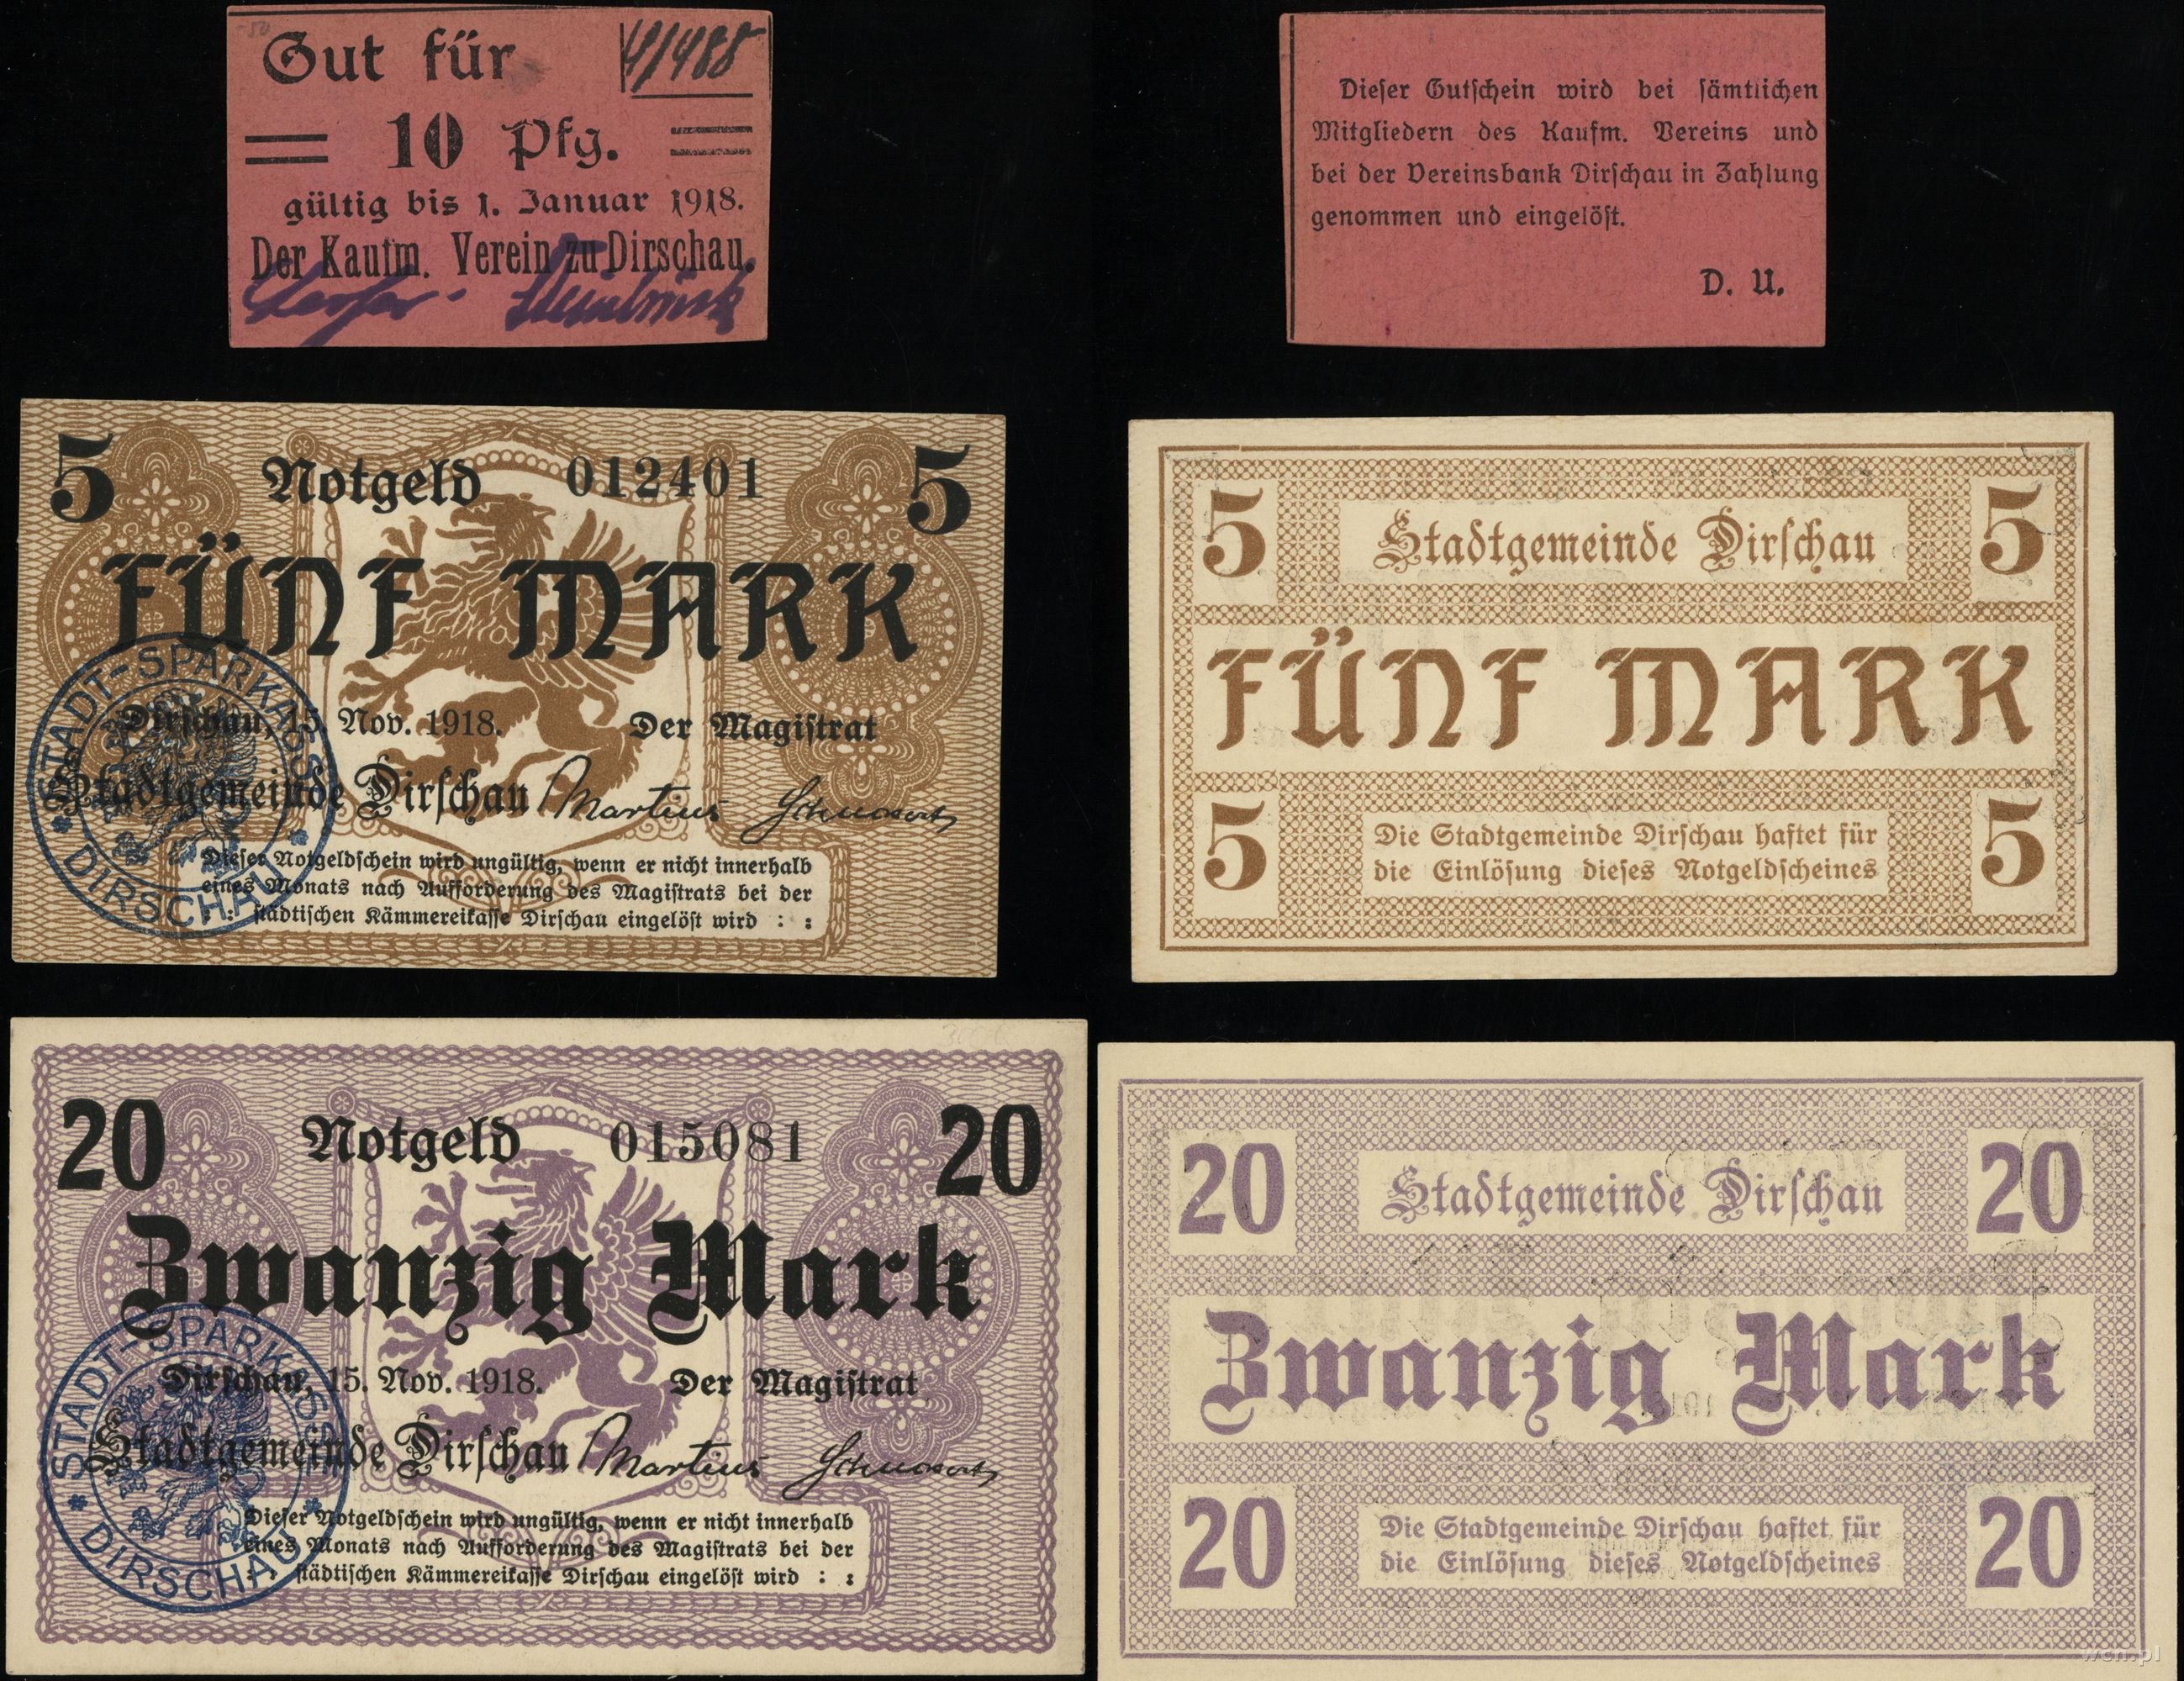 Gut für
10 Pfg.
gültig bis 1. Januar 1918.
Der Kaufm. Verein zu Dirschau.
Dieser Gutschein wird bei sämtlichen
Mitgliedern des Kaufm. Vereins und
bei der Vereinsbank Dirschau in Zahlung
genommen und eingelöst.
D. U.
5 Notgeld 012401 5
FÜNF MARK
Dirschau, 15. Nov. 1918. Der Magistrat
Stadtgemeinde Dirschau Martius
Dieser Notgeldschein wird ungültig, wenn er nicht innerhalb
eines Monats nach Aufforderung des Magistrats bei der
: städtischen Kämmereikasse Dirschau eingelöst wird : :
STADT-SPARKASSE
* DIRSCHAU *
5 Stadtgemeinde Dirschau 5
FÜNF MARK
5 Die Stadtgemeinde Dirschau haftet für 5
die Einlösung dieses Notgeldscheines
20 Notgeld 015081 20
Zwanzig Mark
Dirschau, 15. Nov. 1918. Der Magistrat
Stadtgemeinde Dirschau Martius
Dieser Notgeldschein wird ungültig, wenn er nicht innerhalb
eines Monats nach Aufforderung des Magistrats bei der
städtischen Kämmereikasse Dirschau eingelöst wird : :
STADT-SPARKASSE
* DIRSCHAU *
20 Stadtgemeinde Dirschau 20
Zwanzig Mark
20 Die Stadtgemeinde Dirschau haftet für 20
die Einlösung dieses Notgeldscheines
wcn.pl